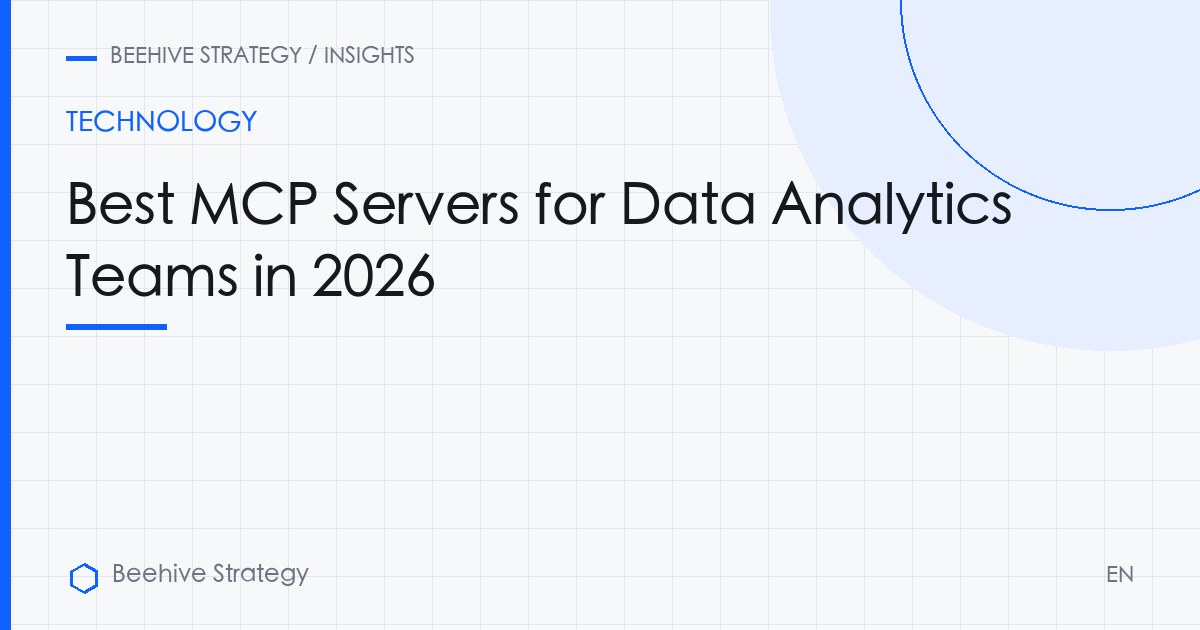 BEEHIVE STRATEGY / INSIGHTS
TECHNOLOGY
Best MCP Servers for Data Analytics
Teams in 2026
Beehive Strategy
EN